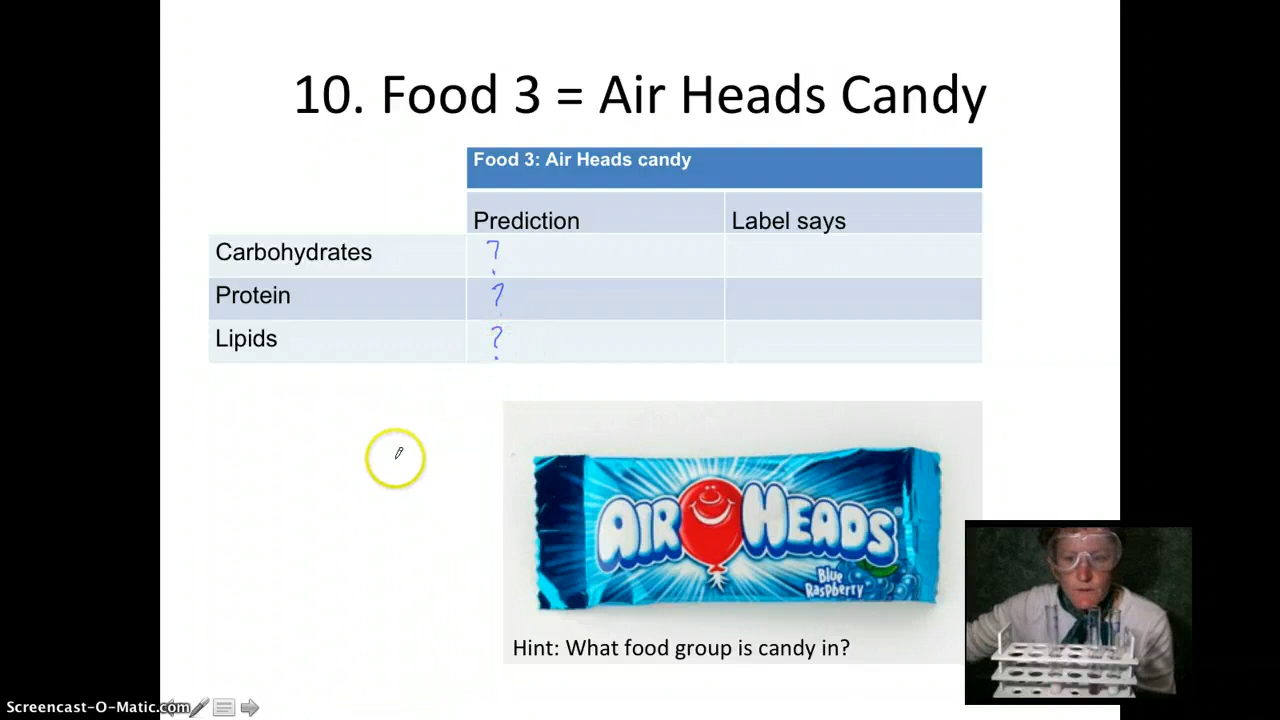 10. Food 3 = Air Heads Candy
Food 3: Air Heads candy
Prediction Label says
Carbohydrates ?
Protein ?
Lipids ?
AIR HEADS
Blue
Raspberry
Hint: What food group is candy in?
Screencast-O-Matic.com